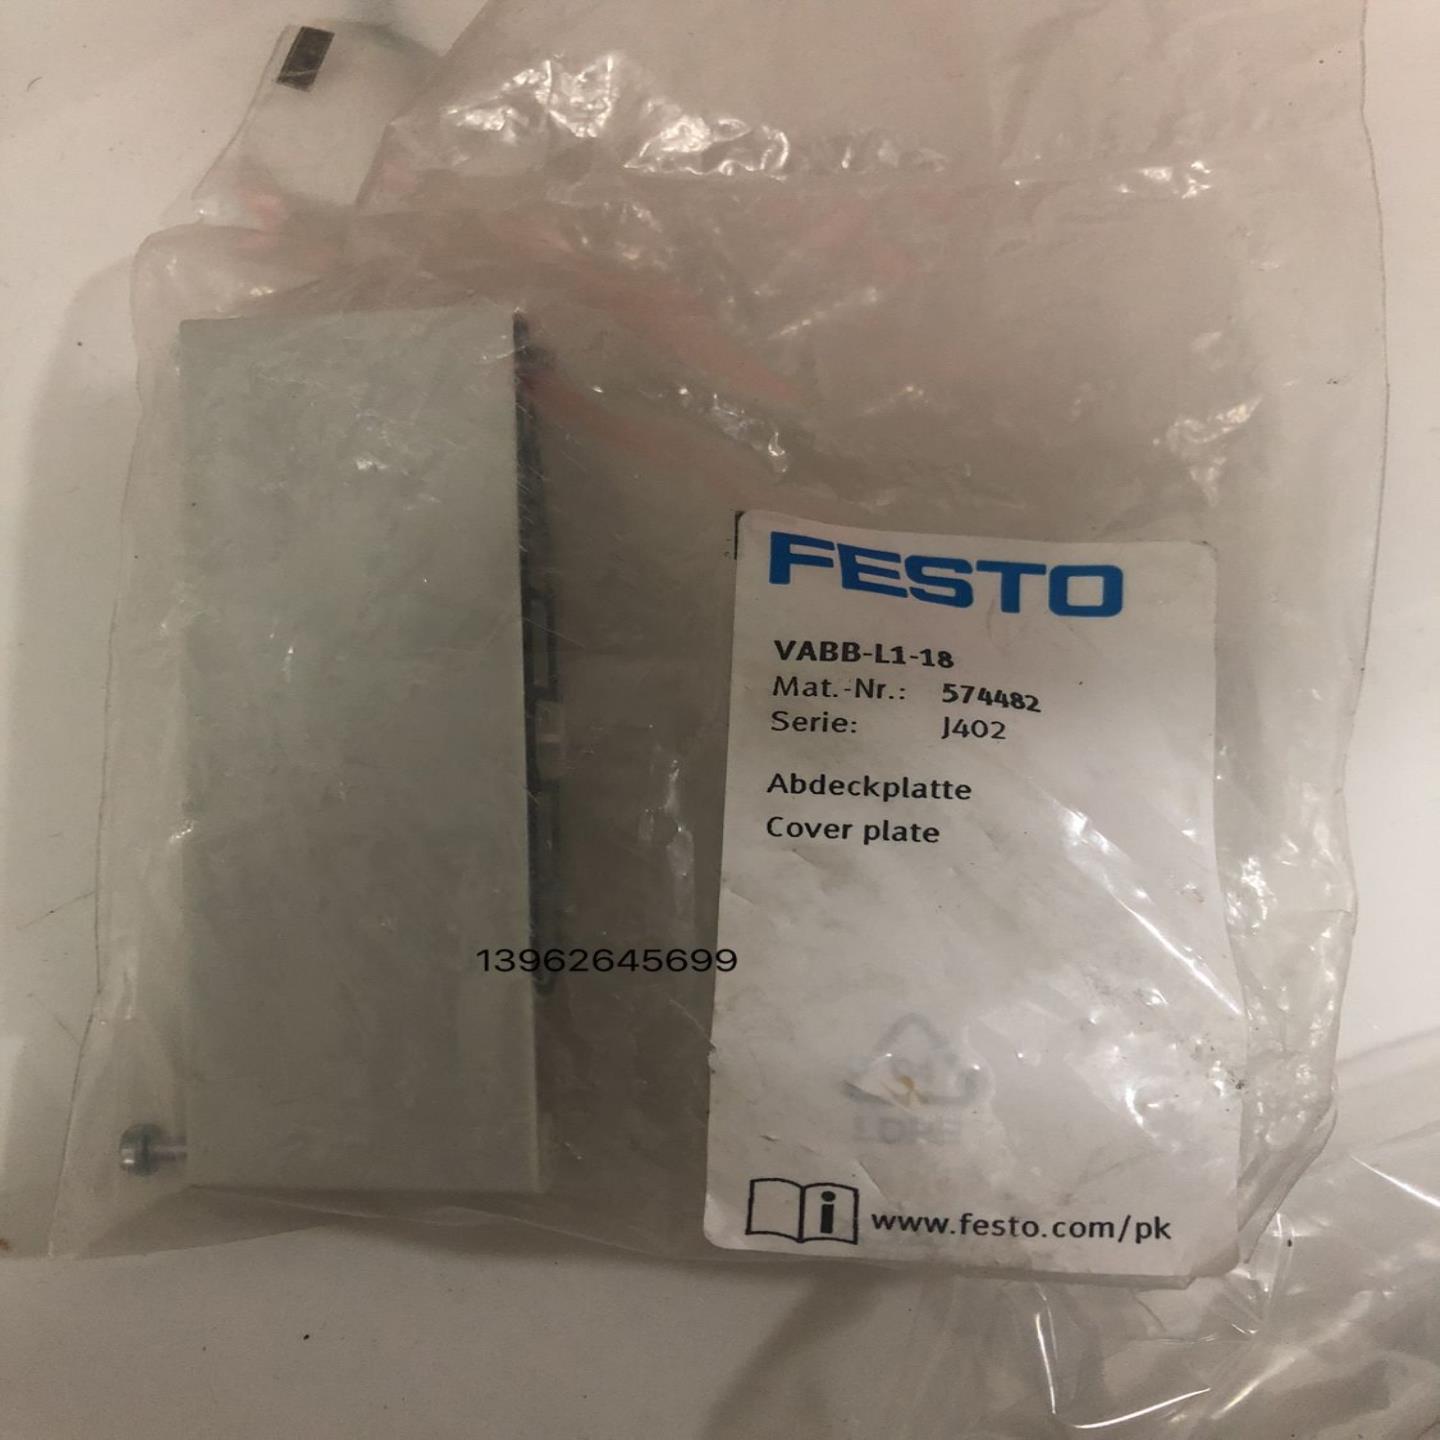 FESTO
VABB-L1-18
Mat.-Nr.: 574482
Serie: J402
Abdeckplatte
Cover plate
13962645699
i www.festo.com/pk